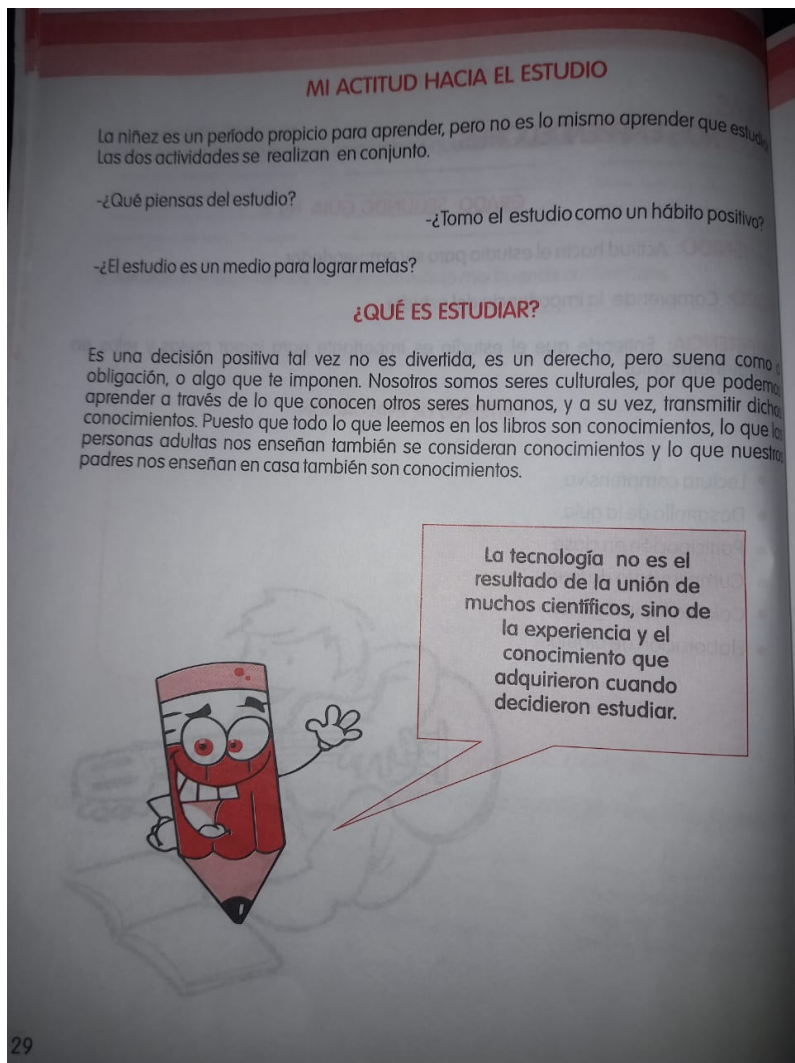 MI ACTITUD HACIA EL ESTUDIO
La niñez es un período propicio para aprender, pero no es lo mismo aprender que
Las dos actividades se realizan en conjunto.
-¿Qué piensas del estudio?
-¿Tomo el estudio como un hábito positivo?
-¿El estudio es un medio para lograr metas?
¿QUÉ ES ESTUDIAR?
Es una decisión positiva tal vez no es divertida, es un derecho, pero suena como
obligación, o algo que te imponen. Nosotros somos seres culturales, por que
aprender a través de lo que conocen otros seres humanos, y a su vez, transmitir
conocimientos. Puesto que todo lo que leemos en los libros son conocimientos, lo que
personas adultas nos enseñan también se consideran conocimientos y lo que
padres nos enseñan en casa también son conocimientos.
La tecnología no es el
resultado de la unión de
muchos científicos, sino de
la experiencia y el
conocimiento que
adquirieron cuando
decidieron estudiar.
29